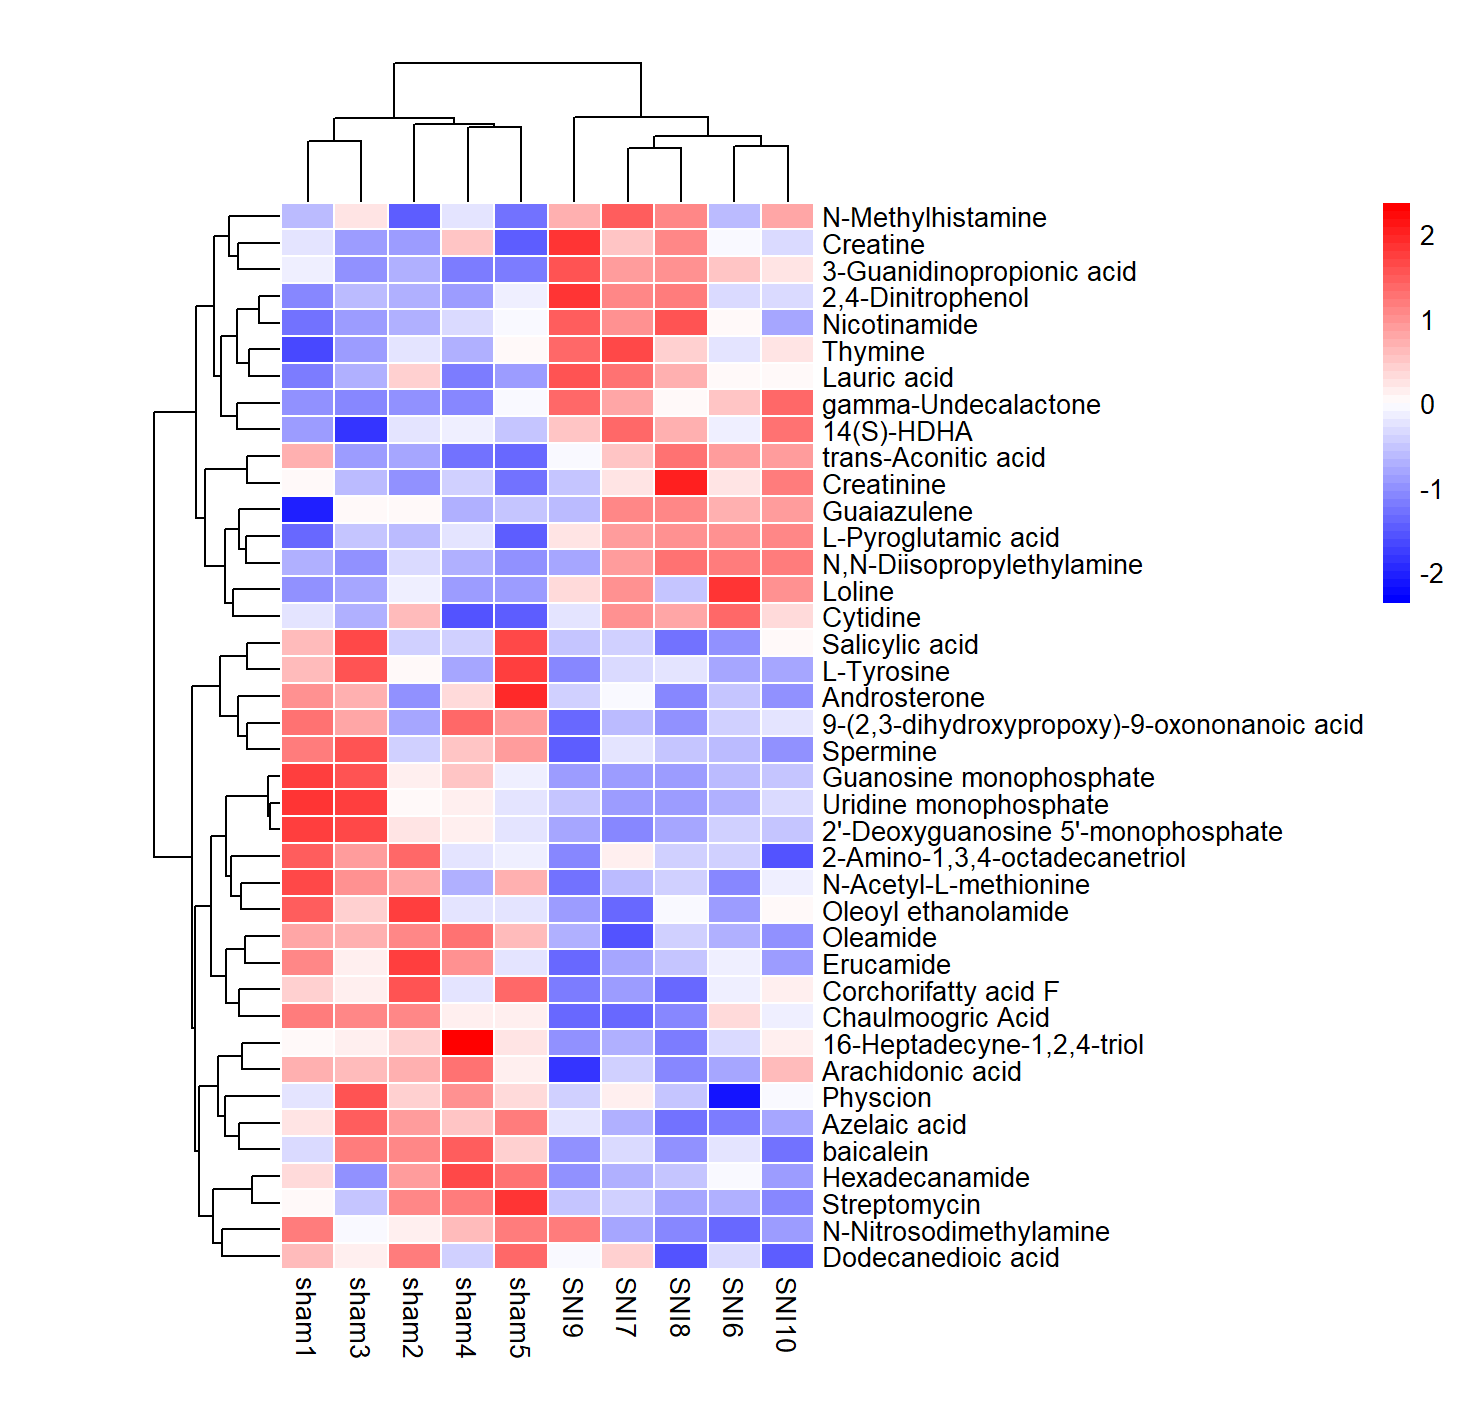 N-Methylhistamine
Creatine
3-Guanidinopropionic acid
2,4-Dinitrophenol
Nicotinamide
Thymine
Lauric acid
gamma-Undecalactone
14(S)-HDHA
trans-Aconitic acid
Creatinine
Guaiazulene
L-Pyroglutamic acid
N,N-Diisopropylethylamine
Loline
Cytidine
Salicylic acid
L-Tyrosine
Androsterone
9-(2,3-dihydroxypropoxy)-9-oxononanoic acid
Spermine
Guanosine monophosphate
Uridine monophosphate
2'-Deoxyguanosine 5'-monophosphate
2-Amino-1,3,4-octadecanetriol
N-Acetyl-L-methionine
Oleoyl ethanolamide
Oleamide
Erucamide
Corchorifatty acid F
Chaulmoogric Acid
16-Heptadecyne-1,2,4-triol
Arachidonic acid
Physcion
Azelaic acid
baicalein
Hexadecanamide
Streptomycin
N-Nitrosodimethylamine
Dodecanedioic acid
sham1
sham3
sham2
sham4
sham5
SNI9
SNI7
SNI8
SNI6
SNI10
2
1
0
-1
-2